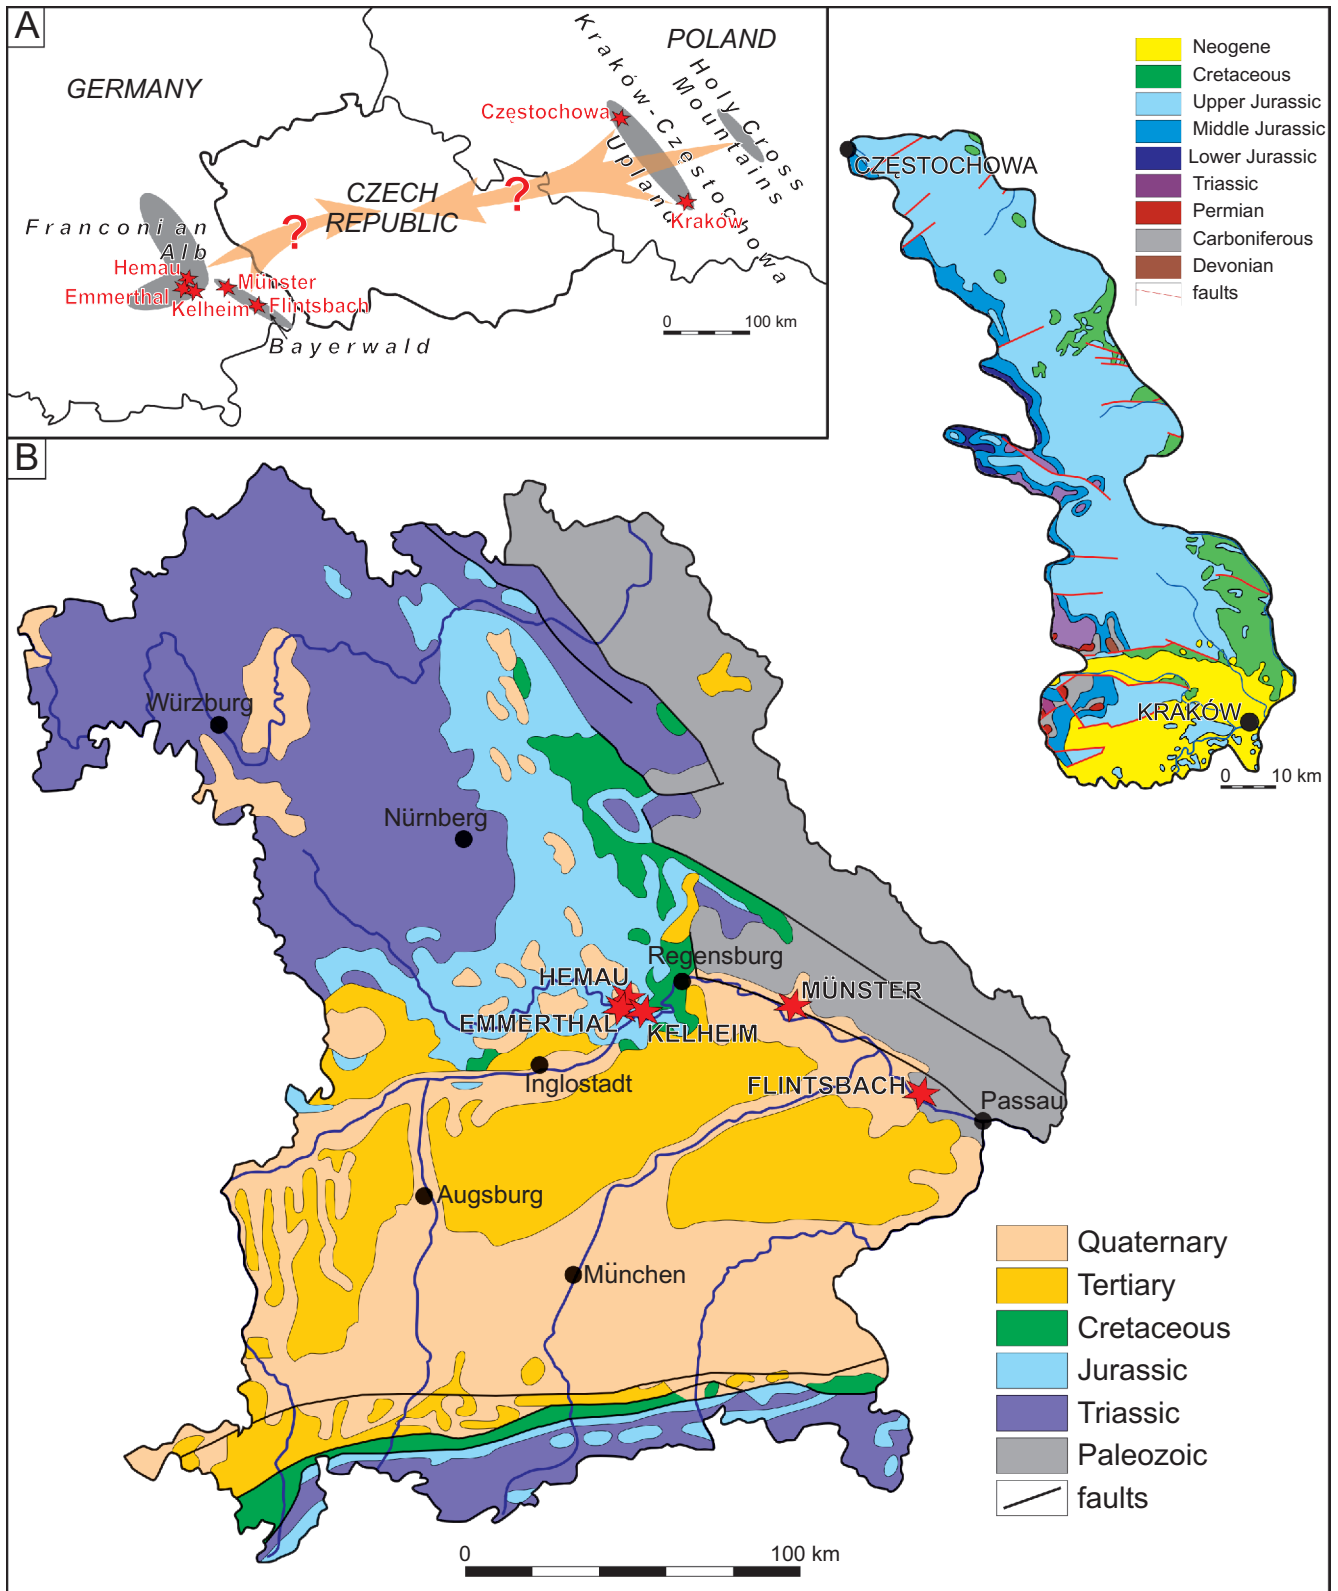 A
GERMANY
POLAND
CZECH
REPUBLIC
Częstochowa
Kraków-Częstochowa
Upland
Holy Cross
Mountains
Kraków
?
?
Franconian
Alb
Hemau
Emmerthal
Kelheim
Münster
Flintsbach
Bayerwald
0 100 km
Neogene
Cretaceous
Upper Jurassic
Middle Jurassic
Lower Jurassic
Triassic
Permian
Carboniferous
Devonian
faults
CZĘSTOCHOWA
KRAKÓW
0 10 km
B
Würzburg
Nürnberg
Regensburg
HEMAU
MÜNSTER
EMMERTHAL
KELHEIM
Inglostadt
FLINTSBACH
Passau
Augsburg
München
Quaternary
Tertiary
Cretaceous
Jurassic
Triassic
Paleozoic
faults
0 100 km